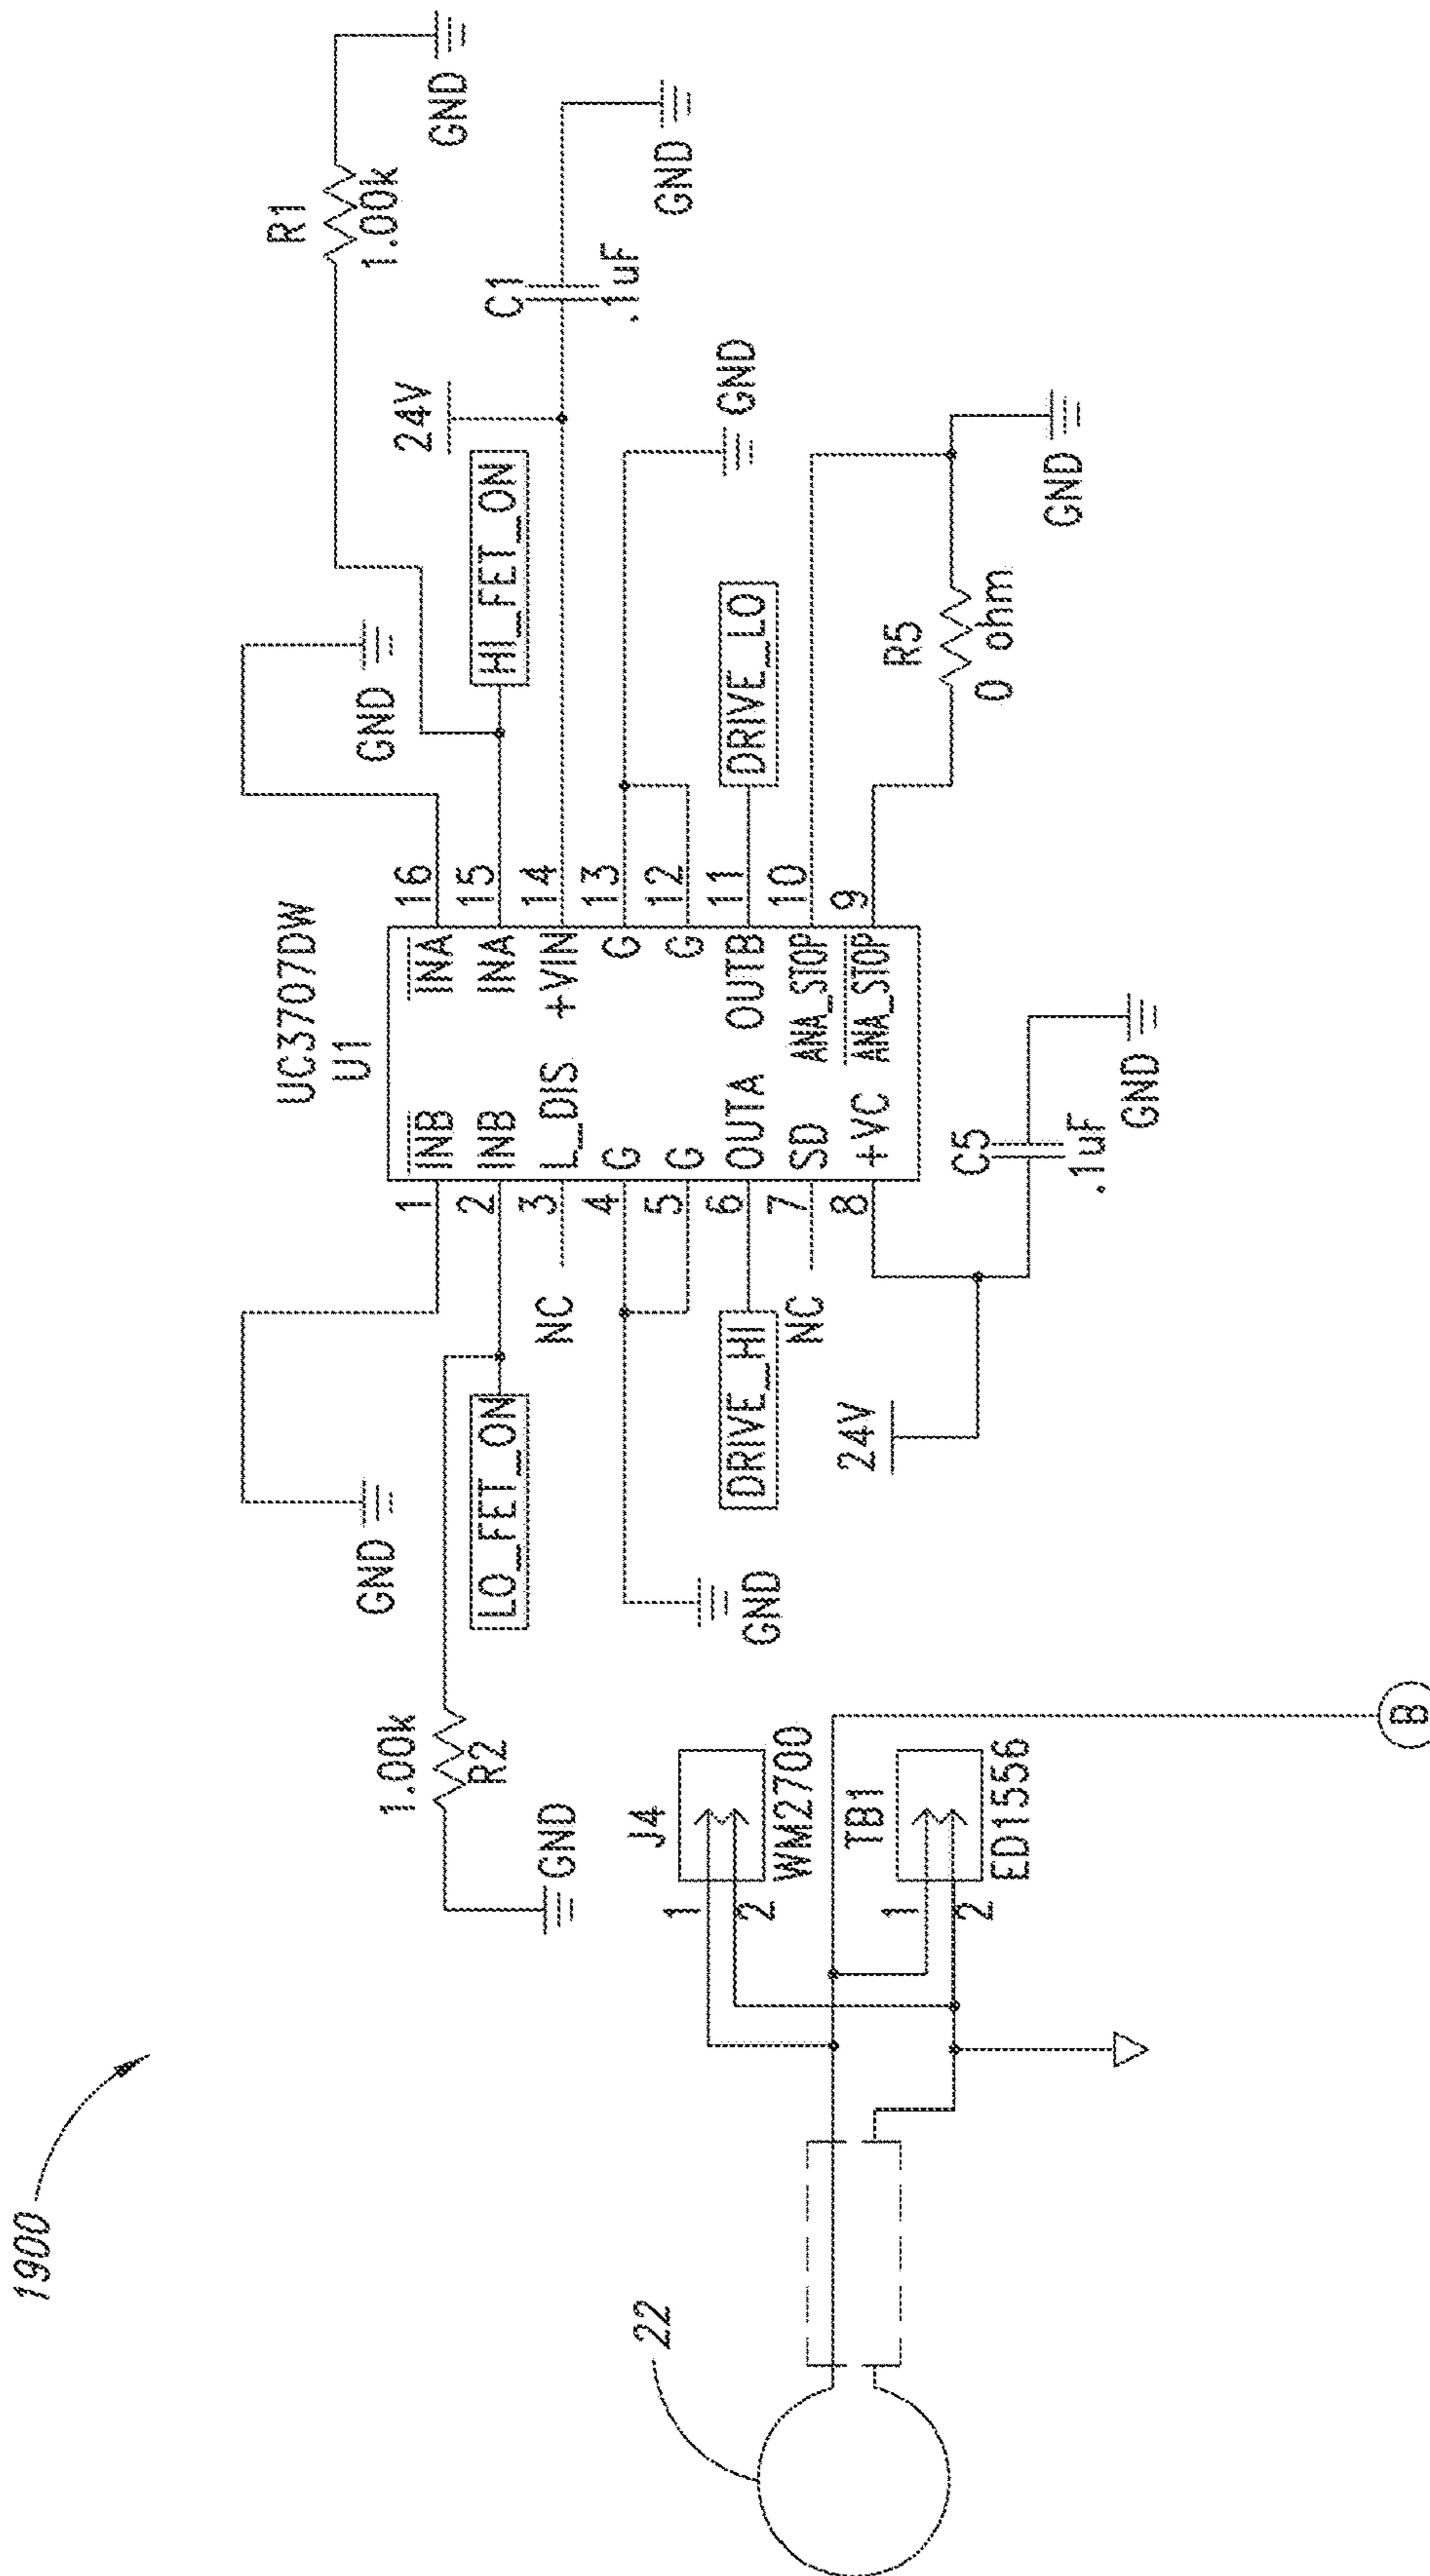 1900
22
J4
1
2
WM2700
TB1
1
2
ED1556
B
GND
1.00k
R2
GND
LO_FET_ON
NC
GND
DRIVE_HI
NC
24V
C5
.1uF
GND
UC3707DW
U1
1 INB
2 INB
3 L_DIS
4 G
5 G
6 OUTA
7 SD
8 +VC
INA 16
INA 15
+VIN 14
G 13
G 12
OUTB 11
ANA_STOP 10
ANA_STOP 9
GND
HI_FET_ON
R1
1.00k
GND
24V
C1
.1uF
GND
GND
DRIVE_LO
R5
0 ohm
GND